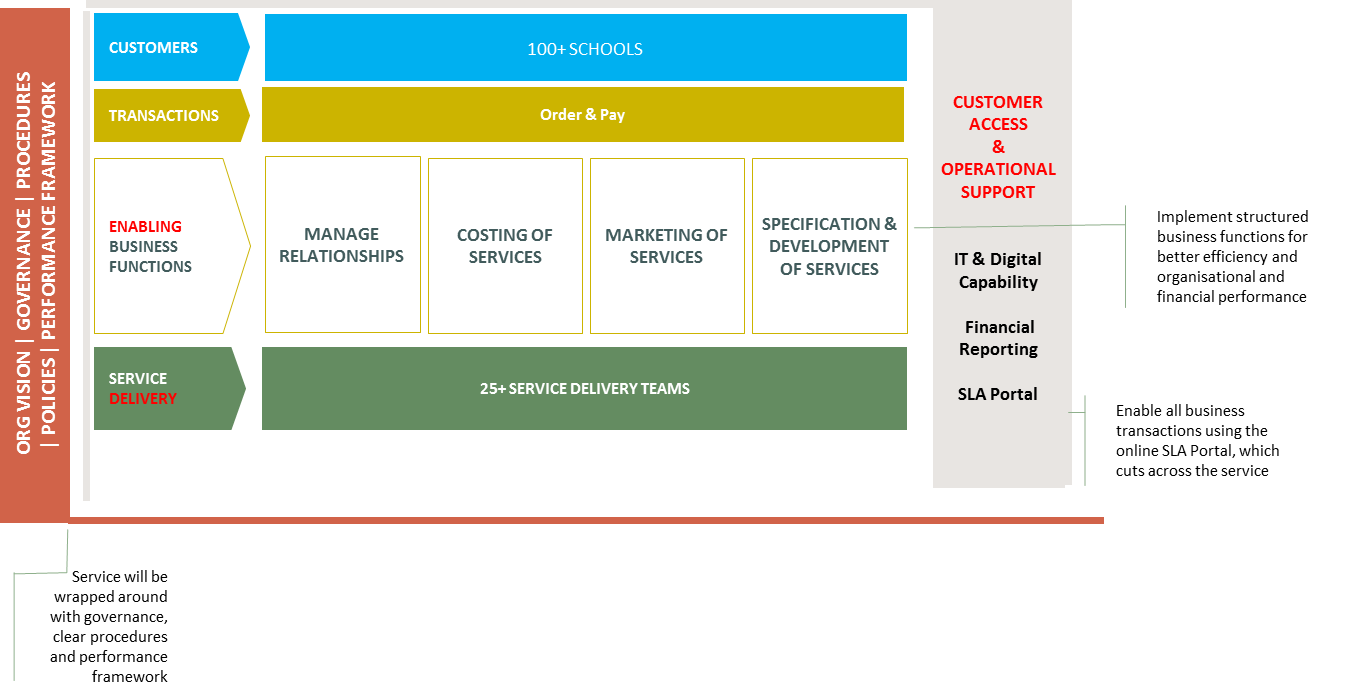 ORG VISION | GOVERNANCE | PROCEDURES
| POLICIES | PERFORMANCE FRAMEWORK
CUSTOMERS
100+ SCHOOLS
TRANSACTIONS
Order & Pay
ENABLING
BUSINESS
FUNCTIONS
MANAGE
RELATIONSHIPS
COSTING OF
SERVICES
MARKETING OF
SERVICES
SPECIFICATION &
DEVELOPMENT
OF SERVICES
SERVICE
DELIVERY
25+ SERVICE DELIVERY TEAMS
CUSTOMER
ACCESS
&
OPERATIONAL
SUPPORT
IT & Digital
Capability
Financial
Reporting
SLA Portal
Implement structured
business functions for
better efficiency and
organisational and
financial performance
Enable all business
transactions using the
online SLA Portal, which
cuts across the service
Service will be
wrapped around
with governance,
clear procedures
and performance
framework